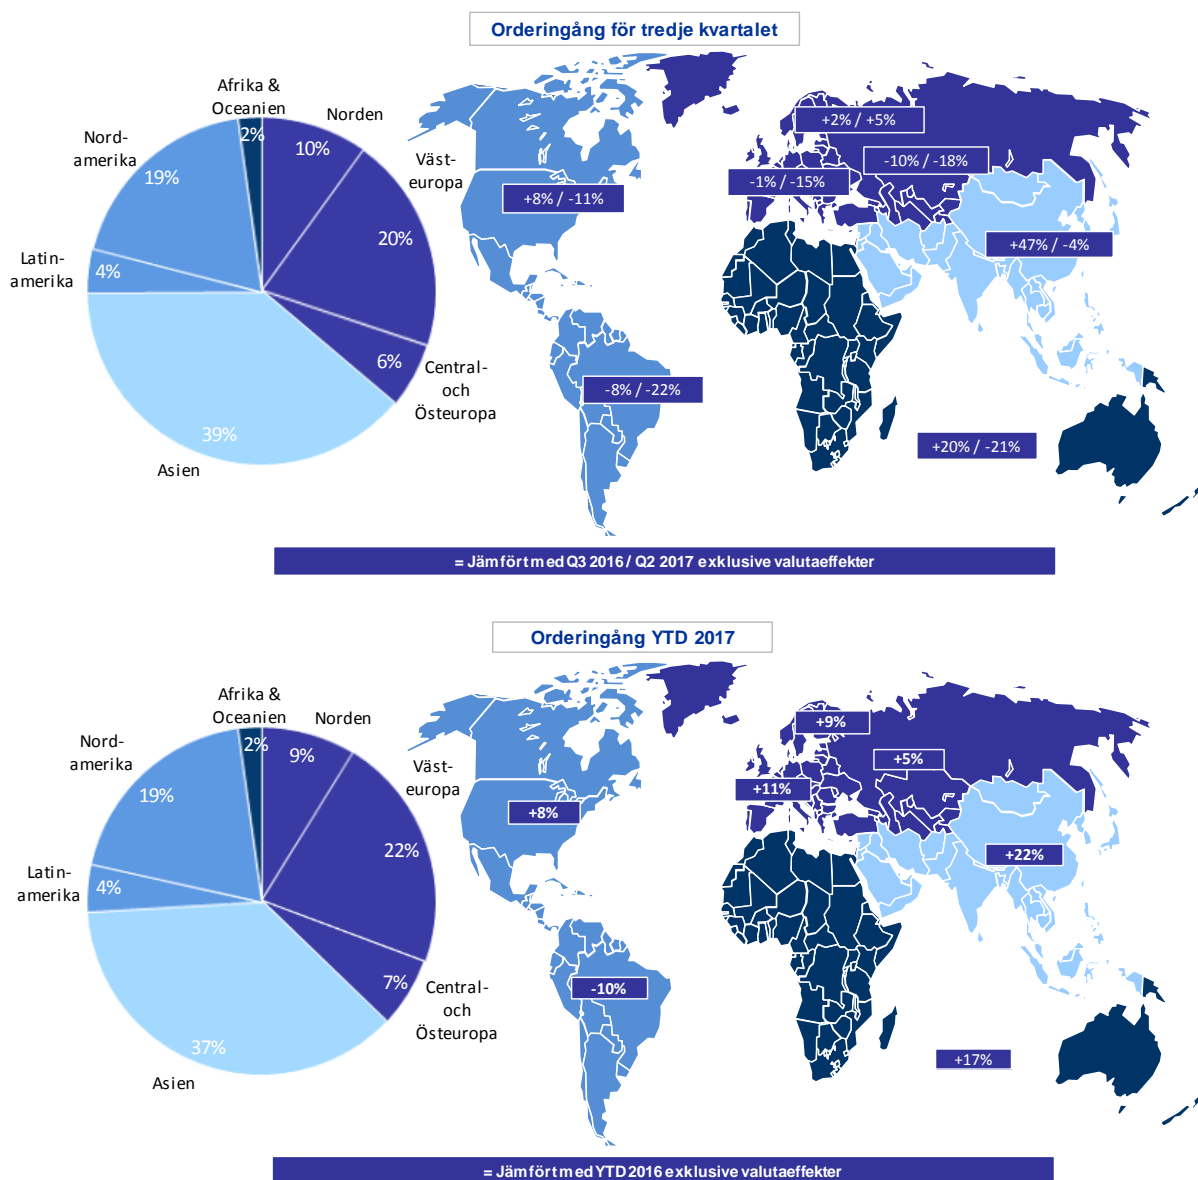 Orderingång för tredje kvartalet
Afrika &
Oceanien
Norden
Nord-
amerika
Väst-
europa
Latin-
amerika
Central-
och
Östeuropa
Asien
2%
10%
19%
20%
4%
6%
39%
+2% / +5%
-10% / -18%
-1% / -15%
+8% / -11%
+47% / -4%
-8% / -22%
+20% / -21%
= Jämfört med Q3 2016 / Q2 2017 exklusive valutaeffekter
Orderingång YTD 2017
Afrika &
Oceanien
Norden
Nord-
amerika
Väst-
europa
Latin-
amerika
Central-
och
Östeuropa
Asien
2%
9%
19%
22%
4%
7%
37%
+9%
+5%
+11%
+8%
+22%
-10%
+17%
= Jämfört med YTD 2016 exklusive valutaeffekter